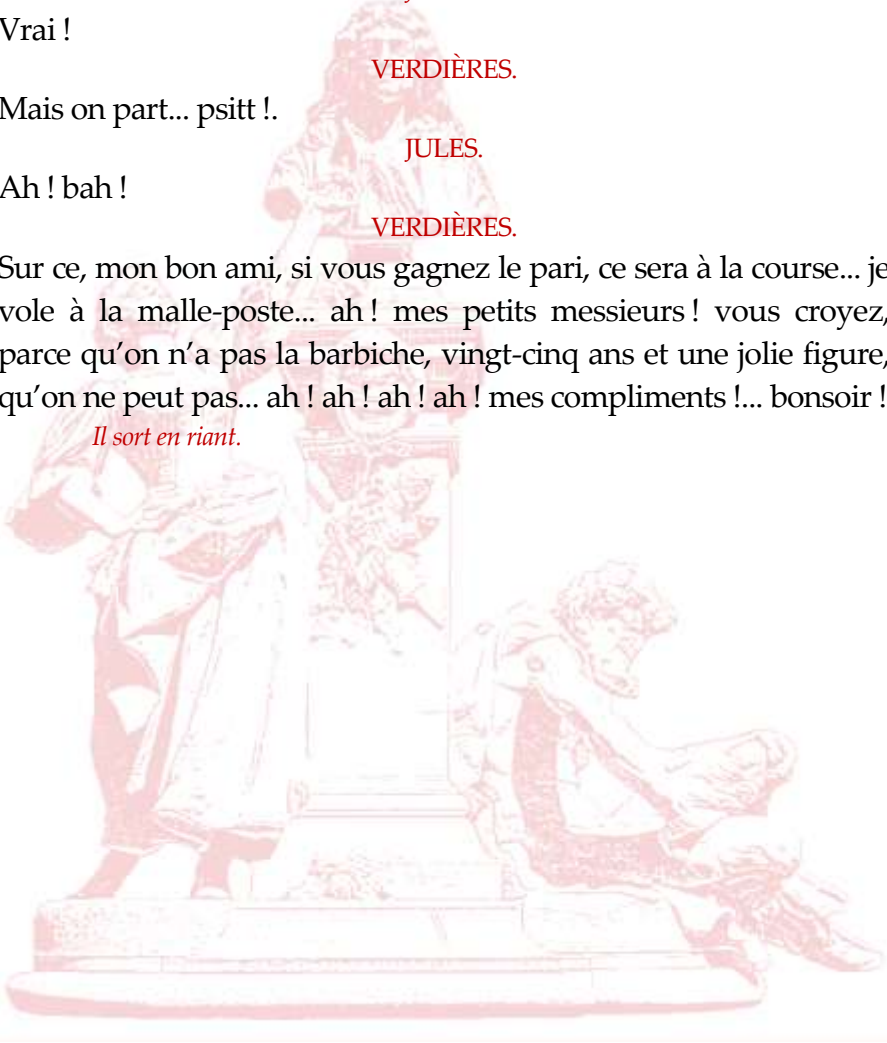 Vrai !
VERDIÈRES.
Mais on part... psitt !.
JULES.
Ah ! bah !
VERDIÈRES.
Sur ce, mon bon ami, si vous gagnez le pari, ce sera à la course... je
vole à la malle-poste... ah ! mes petits messieurs ! vous croyez,
parce qu’on n’a pas la barbiche, vingt-cinq ans et une jolie figure,
qu’on ne peut pas... ah ! ah ! ah ! ah ! mes compliments !... bonsoir !
Il sort en riant.